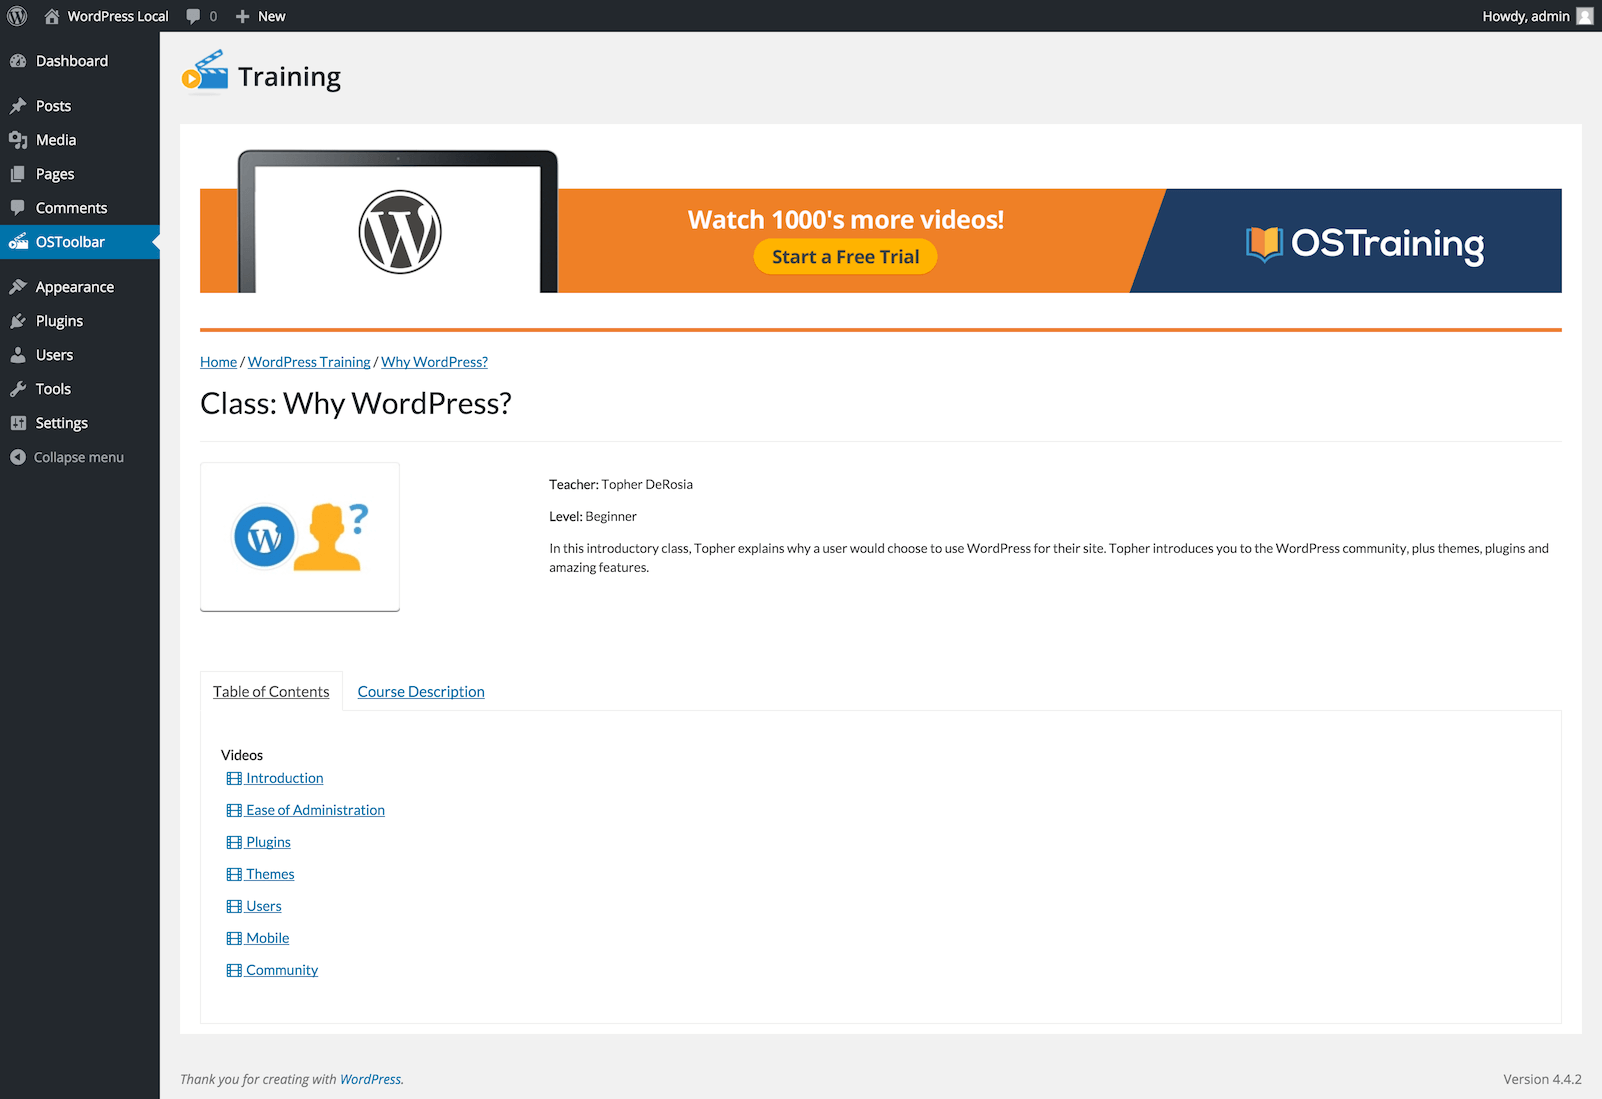 WordPress Local
0
New
Howdy, admin
Dashboard
Posts
Media
Pages
Comments
OSToolbar
Appearance
Plugins
Users
Tools
Settings
Collapse menu
Training
Watch 1000's more videos!
Start a Free Trial
OSTraining
Home / WordPress Training / Why WordPress?
Class: Why WordPress?
?
Teacher: Topher DeRosia
Level: Beginner
In this introductory class, Topher explains why a user would choose to use WordPress for their site. Topher introduces you to the WordPress community, plus themes, plugins and
amazing features.
Table of Contents
Course Description
Videos
Introduction
Ease of Administration
Plugins
Themes
Users
Mobile
Community
Thank you for creating with WordPress.
Version 4.4.2